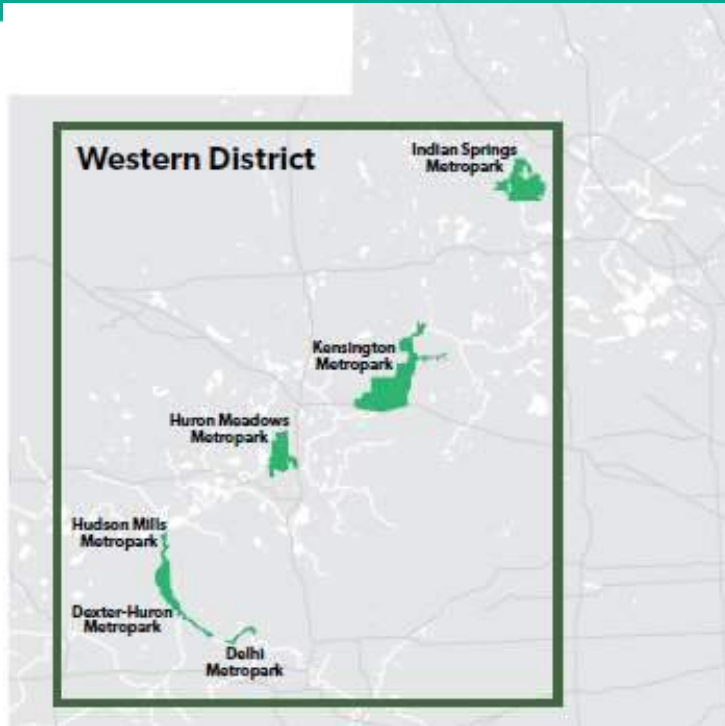 Western District
Indian Springs
Metropark
Kensington
Metropark
Huron Meadows
Metropark
Hudson Mills
Metropark
Dexter-Huron
Metropark
Delhi
Metropark